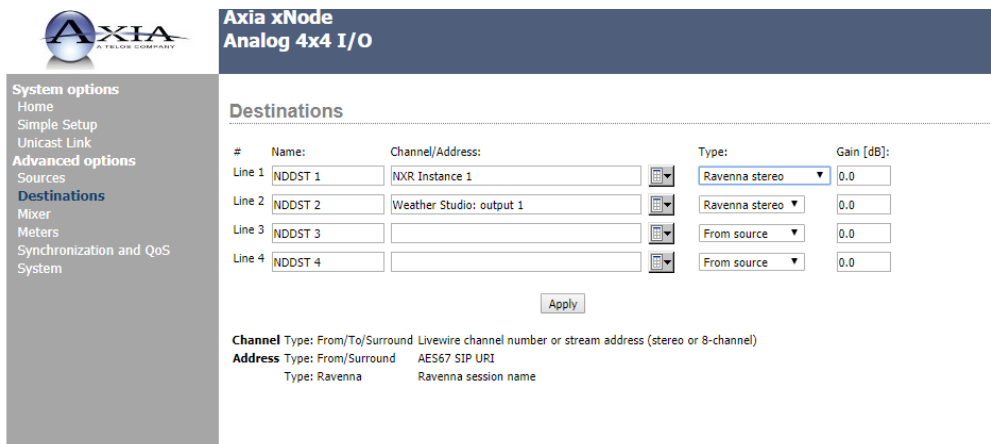 AXIA
A TELOS COMPANY
Axia xNode
Analog 4x4 I/O
System options
Home
Simple Setup
Unicast Link
Advanced options
Sources
Destinations
Mixer
Meters
Synchronization and QoS
System
Destinations
# Name: Channel/Address: Type: Gain [dB]:
Line 1 NDDST 1 NXR Instance 1 Ravenna stereo 0.0
Line 2 NDDST 2 Weather Studio: output 1 Ravenna stereo 0.0
Line 3 NDDST 3 From source 0.0
Line 4 NDDST 4 From source 0.0
Apply
Channel Type: From/To/Surround Livewire channel number or stream address (stereo or 8-channel)
Address Type: From/Surround AES67 SIP URI
Type: Ravenna Ravenna session name